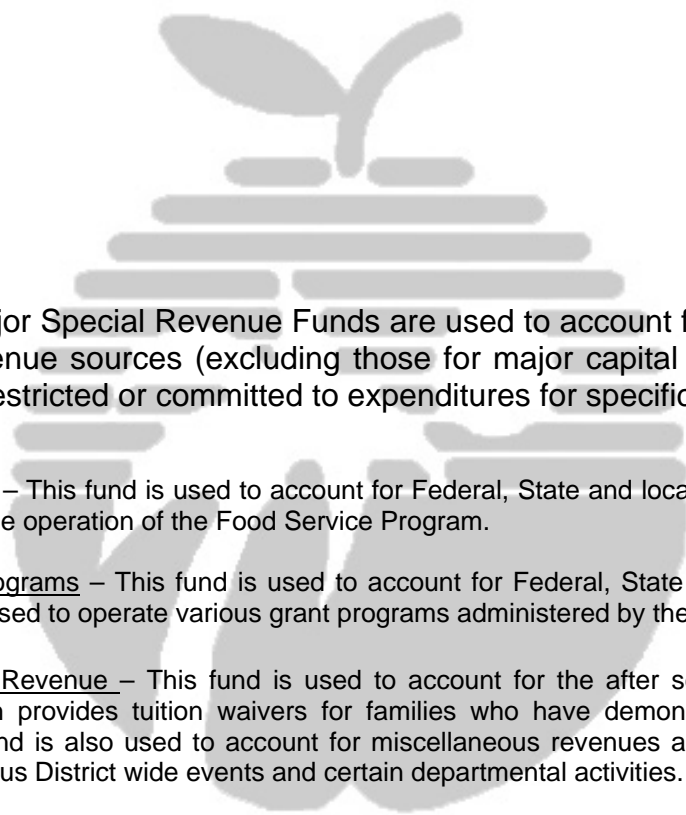 jor Special Revenue Funds are used to account f
enue sources (excluding those for major capital
estricted or committed to expenditures for specific
– This fund is used to account for Federal, State and loca
e operation of the Food Service Program.
ograms – This fund is used to account for Federal, State
sed to operate various grant programs administered by the
Revenue – This fund is used to account for the after s
n provides tuition waivers for families who have demon
nd is also used to account for miscellaneous revenues a
us District wide events and certain departmental activities.